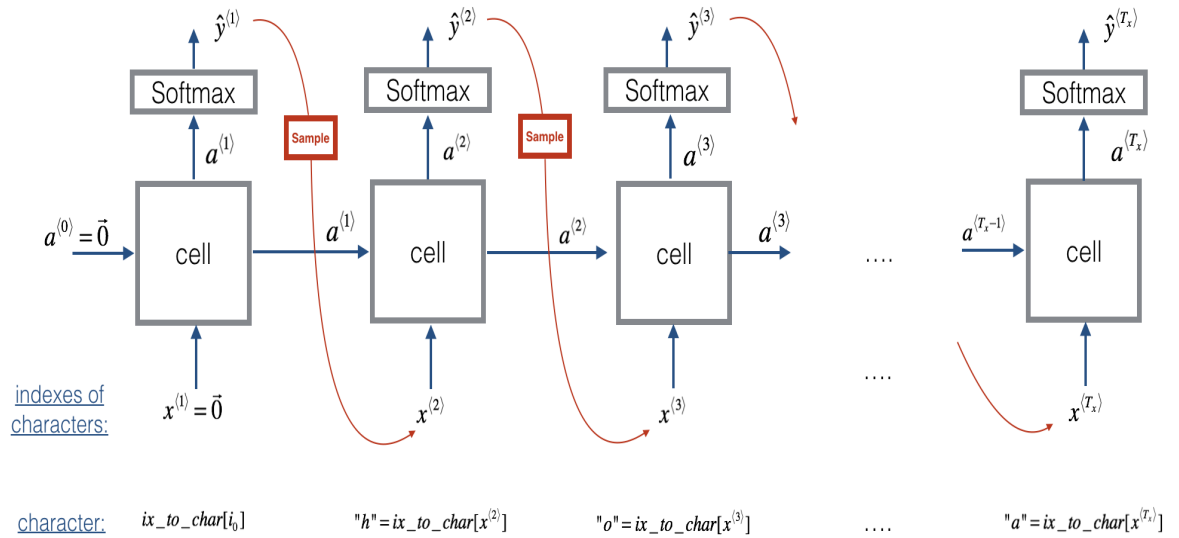 ŷ⟨1⟩ ŷ⟨2⟩ ŷ⟨3⟩ ŷ⟨Tₓ⟩
Softmax Softmax Softmax Softmax
Sample Sample
a⟨1⟩ a⟨2⟩ a⟨3⟩ a⟨Tₓ⟩
a⟨0⟩ = 0⃗ a⟨1⟩ a⟨2⟩ a⟨3⟩ a⟨Tₓ−1⟩
cell cell cell .... cell
....
indexes of
characters:
x⟨1⟩ = 0⃗ x⟨2⟩ x⟨3⟩ x⟨Tₓ⟩
character: ix_to_char[i₀] "h" = ix_to_char[x⟨2⟩] "o" = ix_to_char[x⟨3⟩] .... "a" = ix_to_char[x⟨Tₓ⟩]